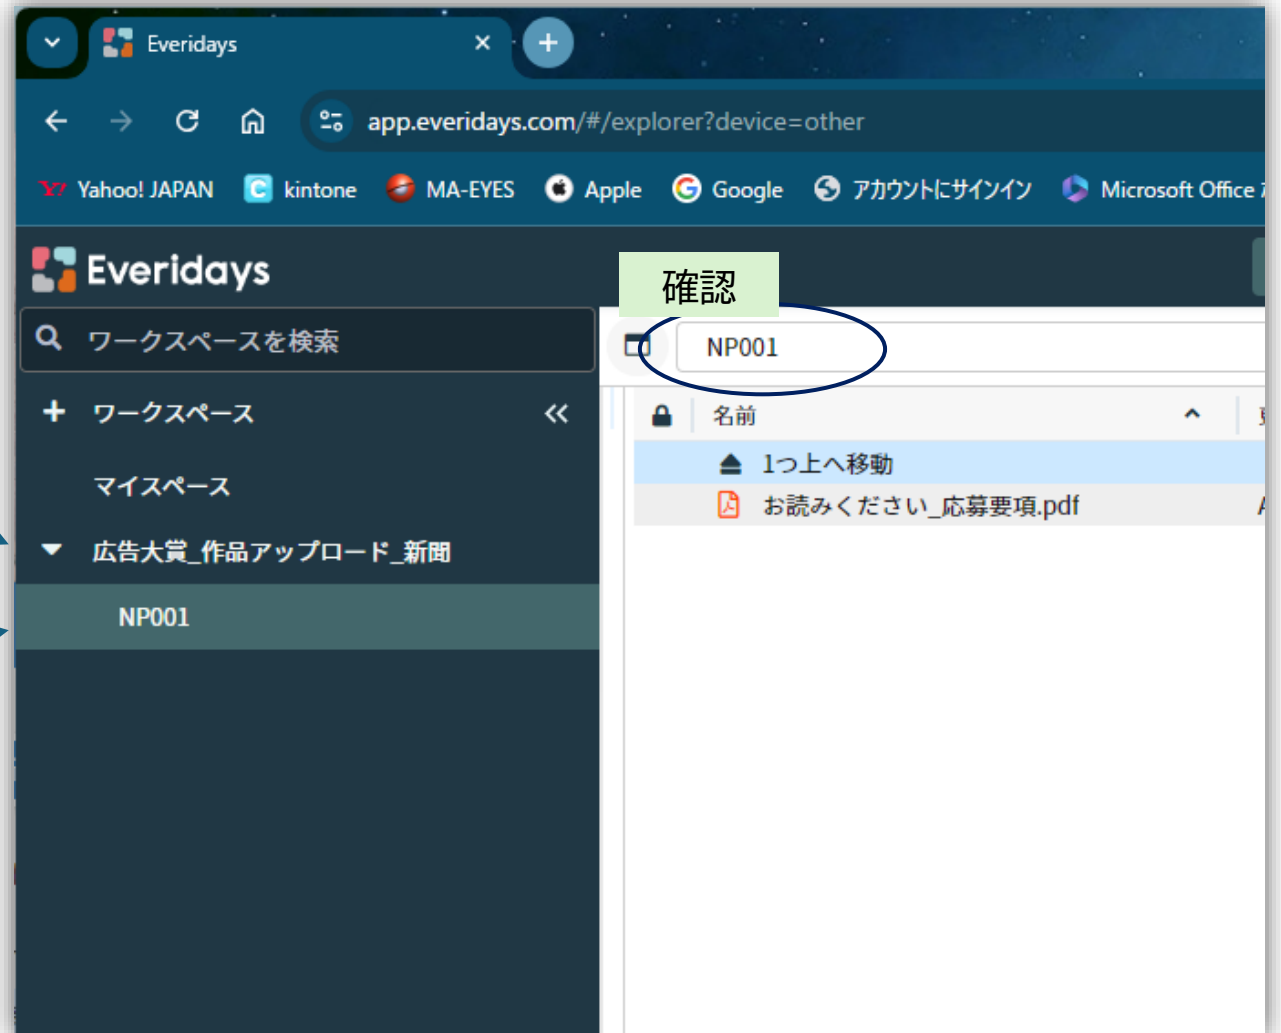 Everidays
app.everidays.com/#/explorer?device=other
Yahoo! JAPAN kintone MA-EYES Apple Google アカウントにサインイン Microsoft Office
Everidays
確認
ワークスペースを検索
NP001
ワークスペース
名前
1つ上へ移動
マイスペース
お読みください_応募要項.pdf
広告大賞_作品アップロード_新聞
NP001